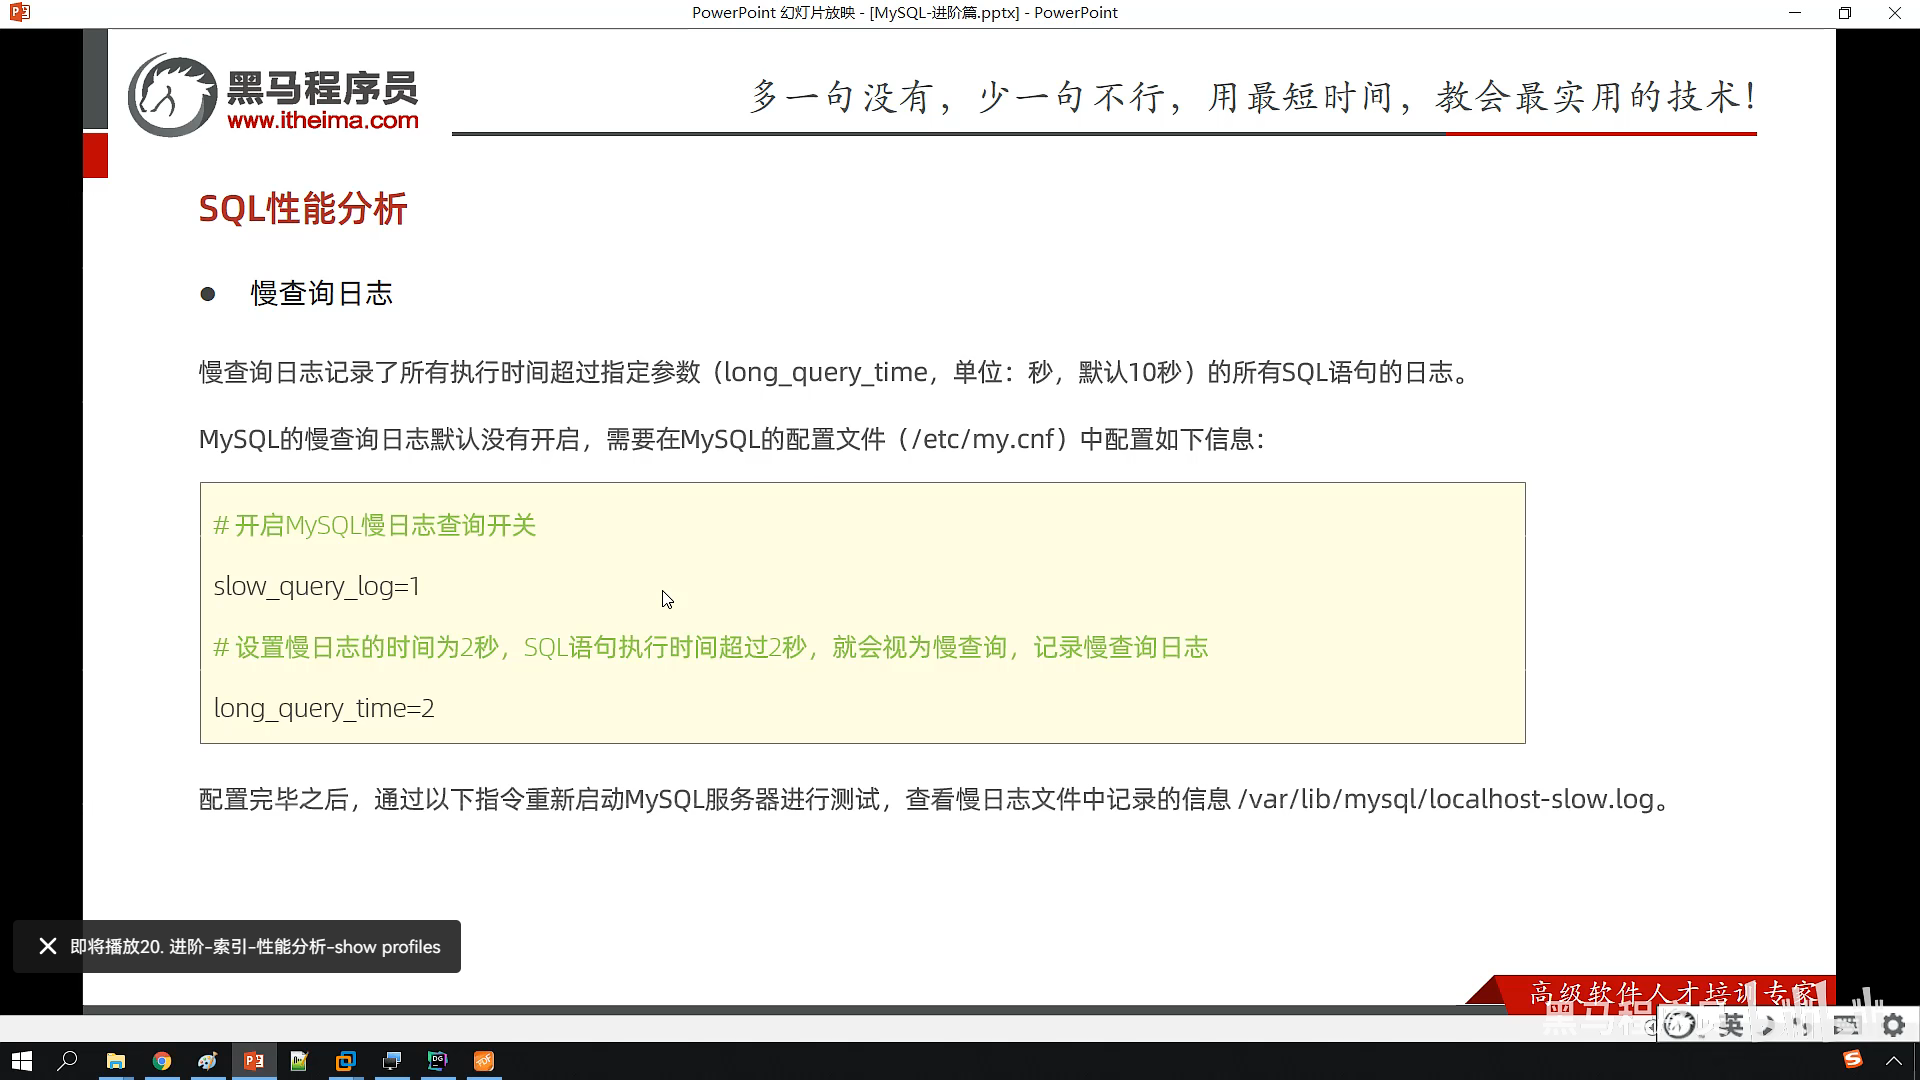 PowerPoint 幻灯片放映 - [MySQL-进阶篇.pptx] - PowerPoint
黑马程序员
www.itheima.com
多一句没有，少一句不行，用最短时间，教会最实用的技术！
SQL性能分析
● 慢查询日志
慢查询日志记录了所有执行时间超过指定参数（long_query_time，单位：秒，默认10秒）的所有SQL语句的日志。
MySQL的慢查询日志默认没有开启，需要在MySQL的配置文件（/etc/my.cnf）中配置如下信息：
# 开启MySQL慢日志查询开关
slow_query_log=1
# 设置慢日志的时间为2秒，SQL语句执行时间超过2秒，就会视为慢查询，记录慢查询日志
long_query_time=2
配置完毕之后，通过以下指令重新启动MySQL服务器进行测试，查看慢日志文件中记录的信息 /var/lib/mysql/localhost-slow.log。
即将播放20. 进阶-索引-性能分析-show profiles
高级软件人才培训专家
黑马程序员
英